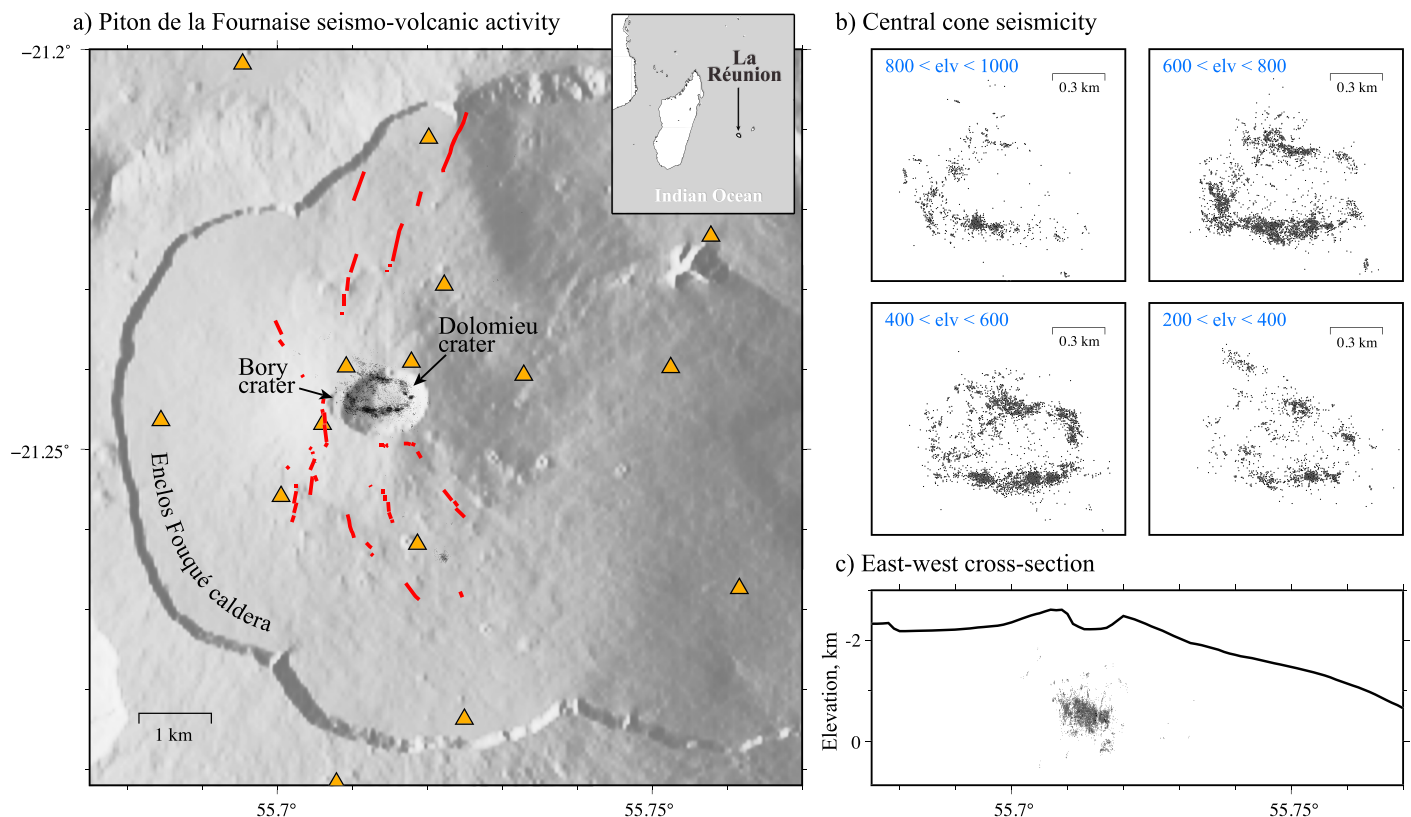 a) Piton de la Fournaise seismo-volcanic activity
−21.2°
−21.25°
55.7°
55.75°
La
Réunion
Indian Ocean
Dolomieu
crater
Bory
crater
Enclos Fouqué caldera
1 km
b) Central cone seismicity
800 < elv < 1000
0.3 km
600 < elv < 800
0.3 km
400 < elv < 600
0.3 km
200 < elv < 400
0.3 km
c) East-west cross-section
Elevation, km
-2
0
55.7°
55.75°